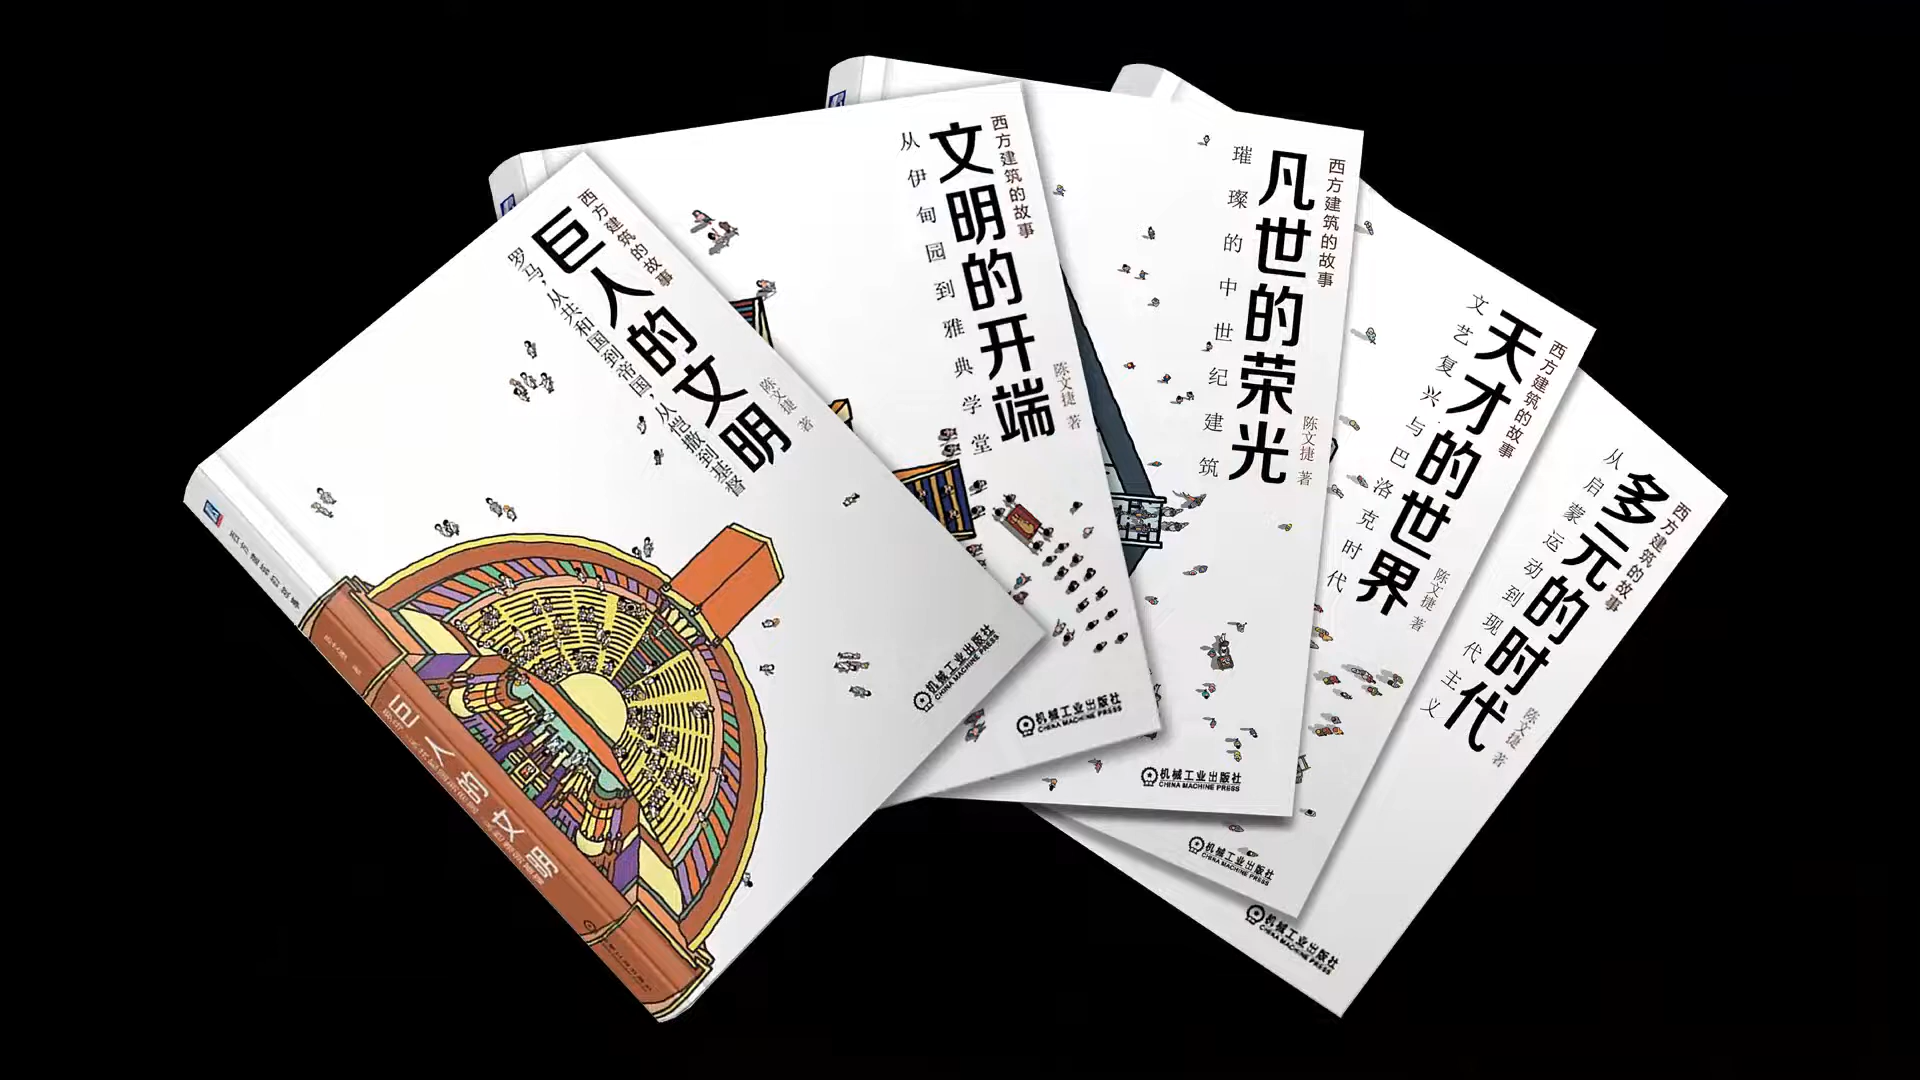 西方建筑的故事
巨人的文明
罗马，从共和国到帝国，从恺撒到基督
陈文捷 著
机械工业出版社
CHINA MACHINE PRESS
西方建筑的故事
巨人的文明
西方建筑的故事
文明的开端
从伊甸园到雅典学堂
陈文捷 著
机械工业出版社
CHINA MACHINE PRESS
西方建筑的故事
凡世的荣光
璀璨的中世纪建筑
陈文捷 著
机械工业出版社
CHINA MACHINE PRESS
西方建筑的故事
天才的世界
文艺复兴与巴洛克时代
陈文捷 著
机械工业出版社
CHINA MACHINE PRESS
西方建筑的故事
多元的时代
从启蒙运动到现代主义
陈文捷 著
机械工业出版社
CHINA MACHINE PRESS